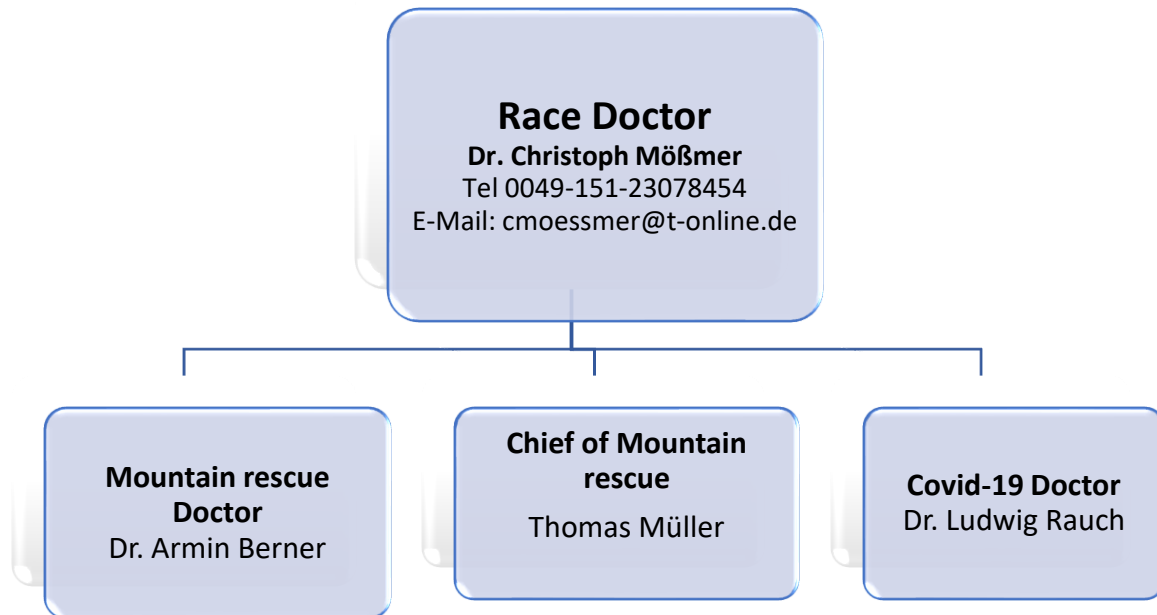 Race Doctor
Dr. Christoph Mößmer
Tel 0049-151-23078454
E-Mail: cmoessmer@t-online.de
Mountain rescue
Doctor
Dr. Armin Berner
Chief of Mountain
rescue
Thomas Müller
Covid-19 Doctor
Dr. Ludwig Rauch